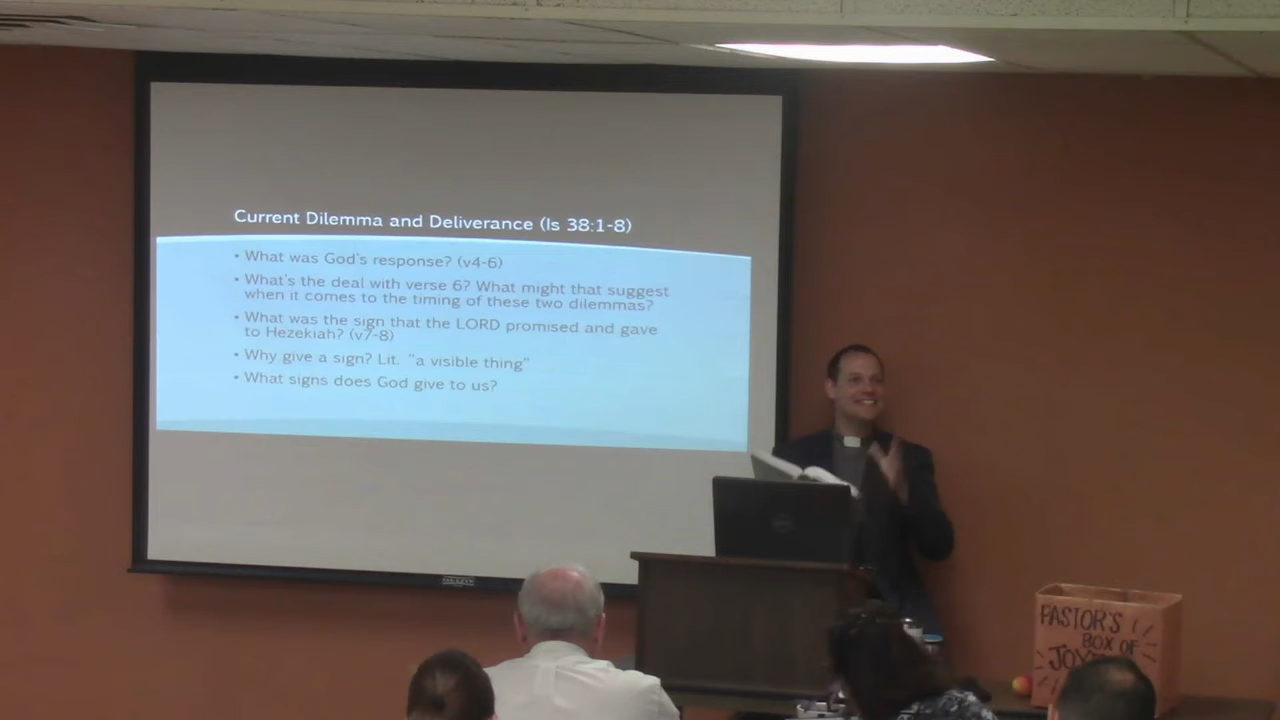 Current Dilemma and Deliverance (Is 38:1-8)
• What was God's response? (v4-6)
• What's the deal with verse 6? What might that suggest
when it comes to the timing of these two dilemmas?
• What was the sign that the LORD promised and gave
to Hezekiah? (v7-8)
• Why give a sign? Lit. "a visible thing"
• What signs does God give to us?
PASTOR'S
BOX OF